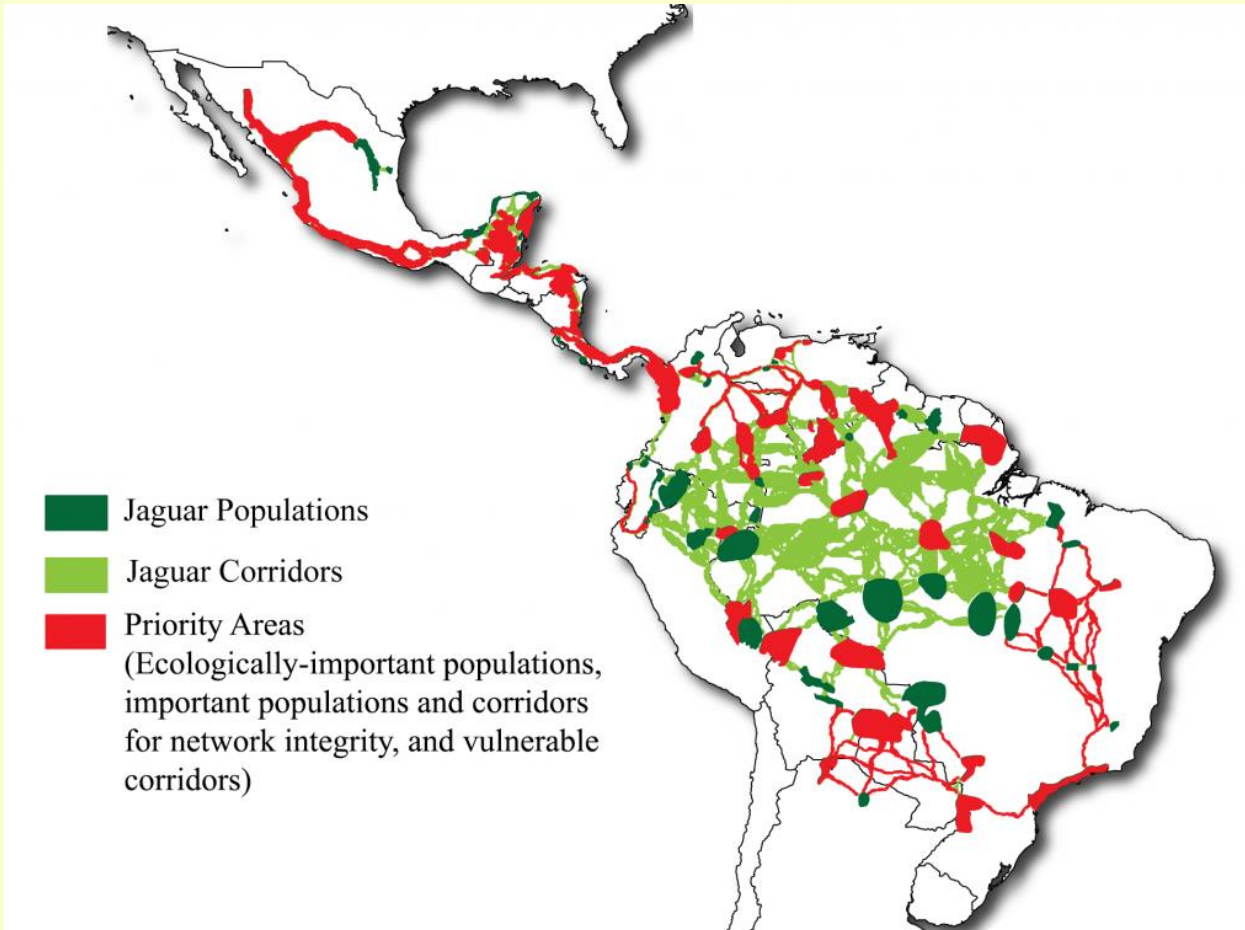 Jaguar Populations
Jaguar Corridors
Priority Areas
(Ecologically-important populations,
important populations and corridors
for network integrity, and vulnerable
corridors)